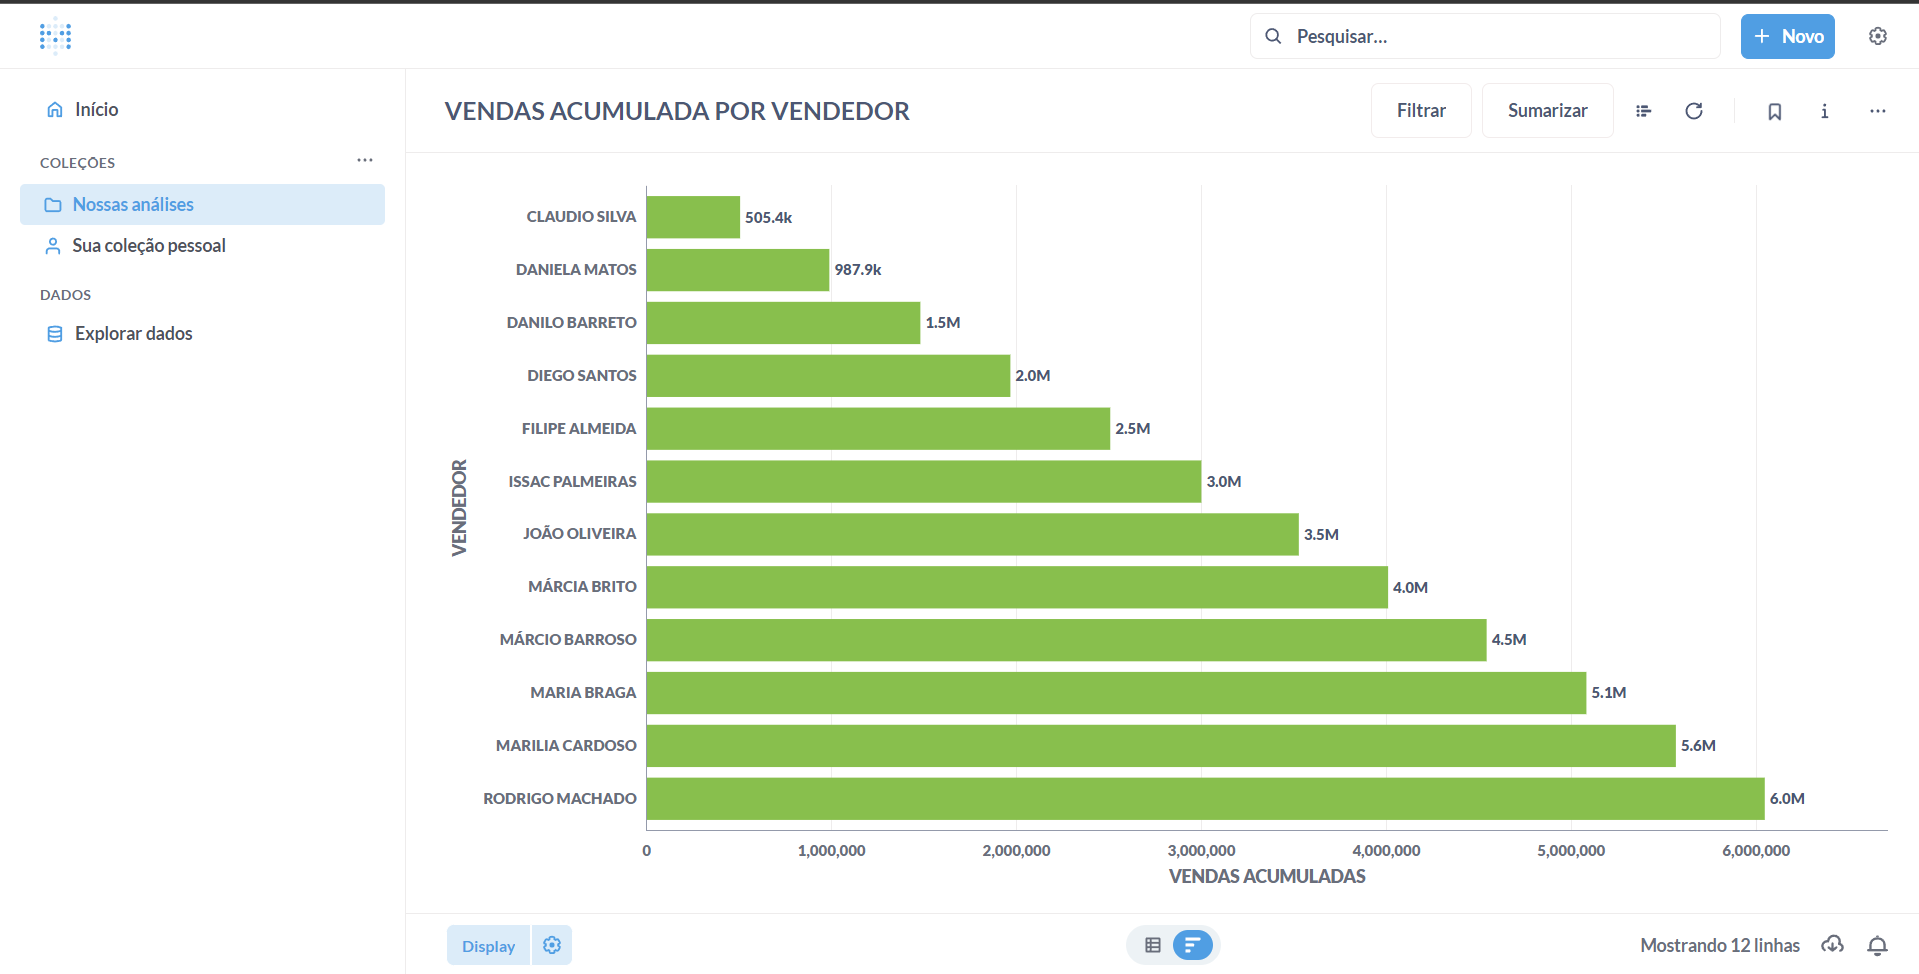 Pesquisar...
+ Novo
Início
COLEÇÕES
Nossas análises
Sua coleção pessoal
DADOS
Explorar dados
VENDAS ACUMULADA POR VENDEDOR
Filtrar
Sumarizar
VENDEDOR
CLAUDIO SILVA 505.4k
DANIELA MATOS 987.9k
DANILO BARRETO 1.5M
DIEGO SANTOS 2.0M
FILIPE ALMEIDA 2.5M
ISSAC PALMEIRAS 3.0M
JOÃO OLIVEIRA 3.5M
MÁRCIA BRITO 4.0M
MÁRCIO BARROSO 4.5M
MARIA BRAGA 5.1M
MARILIA CARDOSO 5.6M
RODRIGO MACHADO 6.0M
0 1,000,000 2,000,000 3,000,000 4,000,000 5,000,000 6,000,000
VENDAS ACUMULADAS
Display
Mostrando 12 linhas